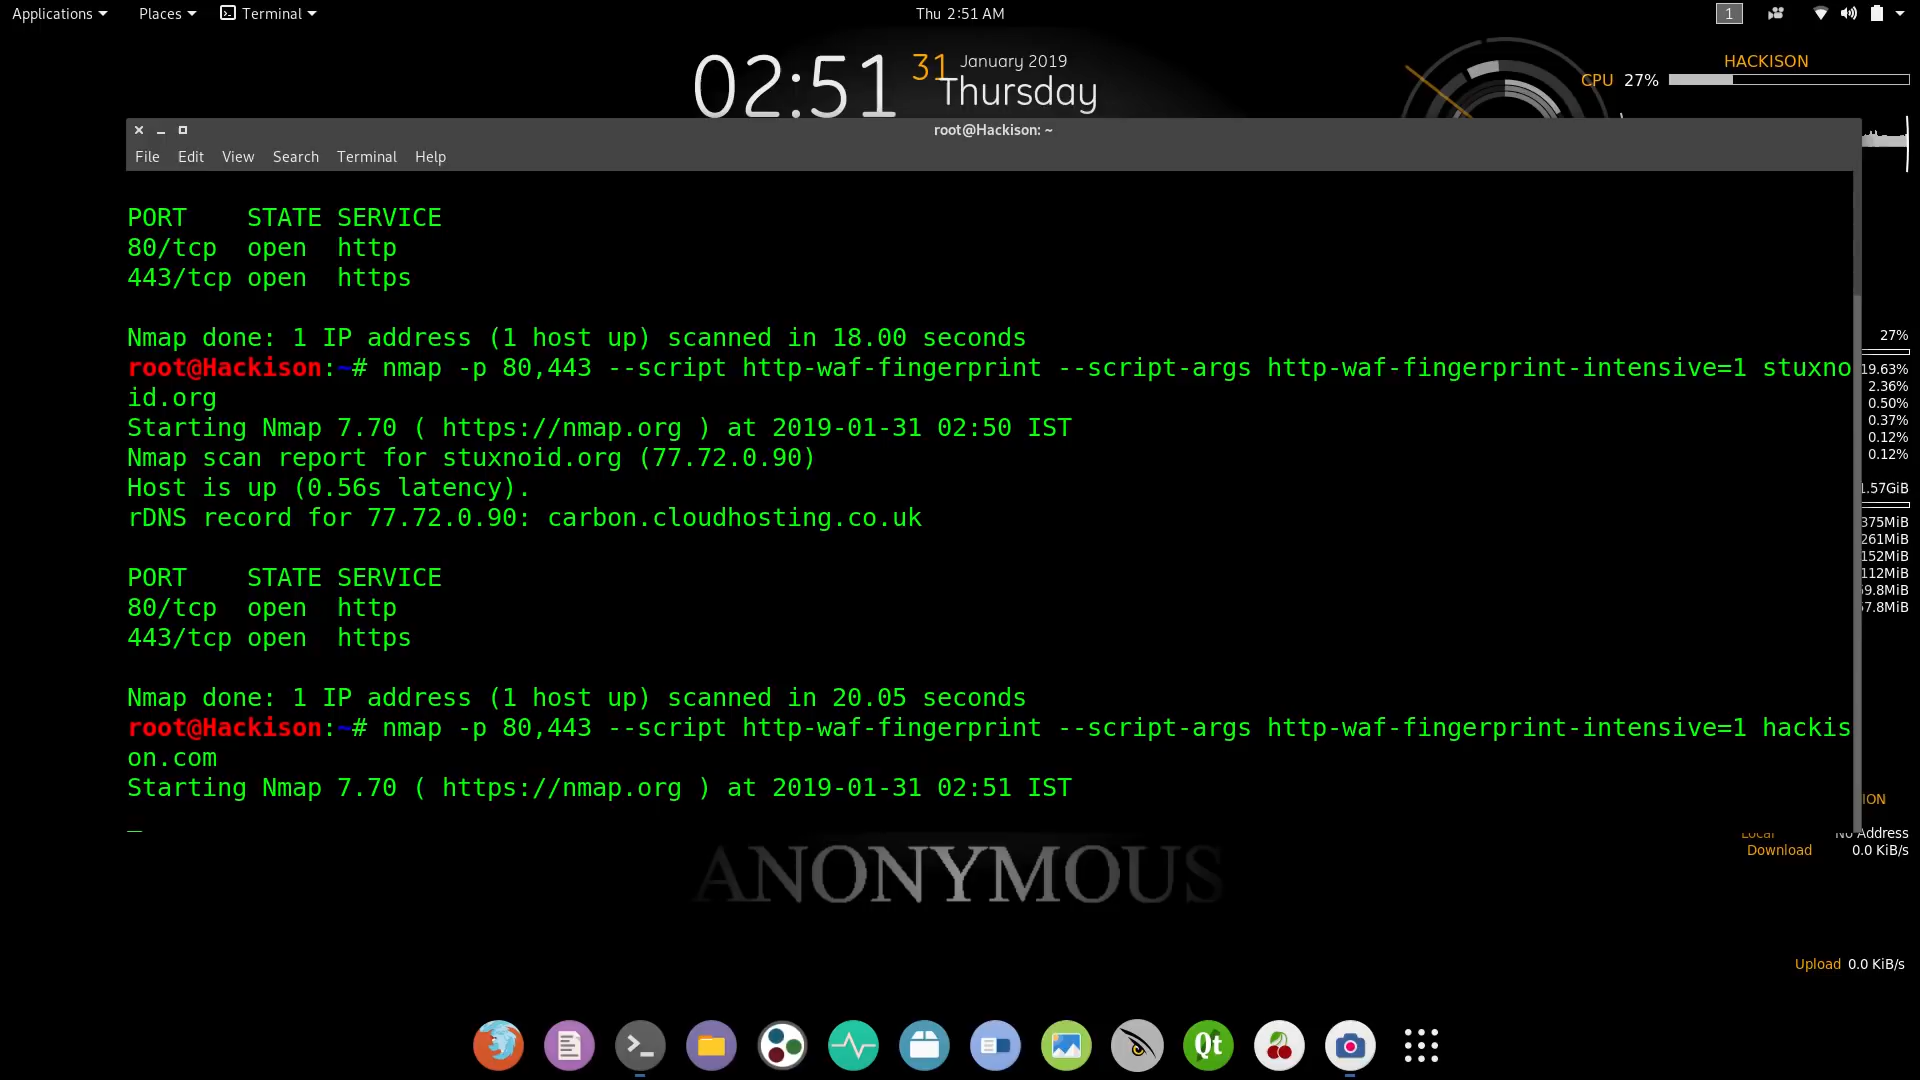 Applications Places Terminal Thu 2:51 AM 1
02:51 31 January 2019
Thursday
HACKISON
CPU 27%
root@Hackison: ~
File Edit View Search Terminal Help
PORT    STATE SERVICE
80/tcp  open  http
443/tcp open  https
Nmap done: 1 IP address (1 host up) scanned in 18.00 seconds
root@Hackison:~# nmap -p 80,443 --script http-waf-fingerprint --script-args http-waf-fingerprint-intensive=1 stuxno
id.org
Starting Nmap 7.70 ( https://nmap.org ) at 2019-01-31 02:50 IST
Nmap scan report for stuxnoid.org (77.72.0.90)
Host is up (0.56s latency).
rDNS record for 77.72.0.90: carbon.cloudhosting.co.uk
PORT    STATE SERVICE
80/tcp  open  http
443/tcp open  https
Nmap done: 1 IP address (1 host up) scanned in 20.05 seconds
root@Hackison:~# nmap -p 80,443 --script http-waf-fingerprint --script-args http-waf-fingerprint-intensive=1 hackis
on.com
Starting Nmap 7.70 ( https://nmap.org ) at 2019-01-31 02:51 IST
27%
19.63%
2.36%
0.50%
0.37%
0.12%
0.12%
1.57GiB
375MiB
261MiB
152MiB
112MiB
9.8MiB
7.8MiB
ION
Local No Address
Download 0.0 KiB/s
ANONYMOUS
Upload 0.0 KiB/s
Qt